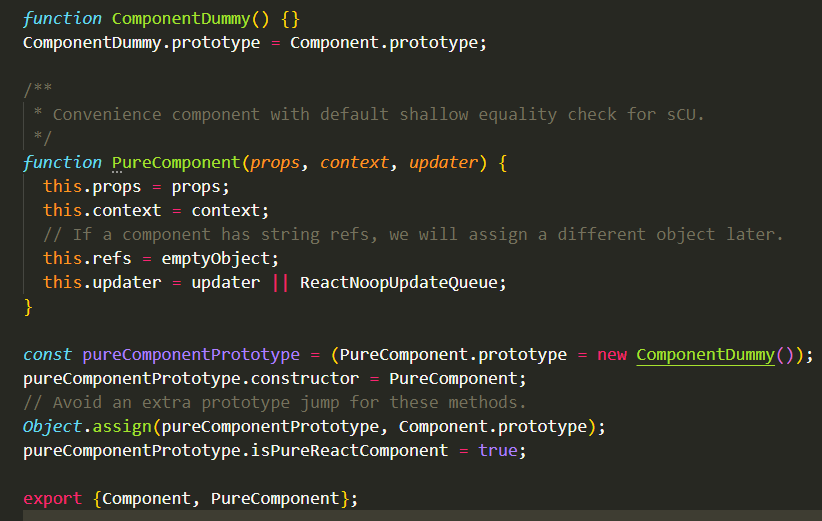 function ComponentDummy() {}
ComponentDummy.prototype = Component.prototype;
/**
* Convenience component with default shallow equality check for sCU.
*/
function PureComponent(props, context, updater) {
this.props = props;
this.context = context;
// If a component has string refs, we will assign a different object later.
this.refs = emptyObject;
this.updater = updater || ReactNoopUpdateQueue;
}
const pureComponentPrototype = (PureComponent.prototype = new ComponentDummy());
pureComponentPrototype.constructor = PureComponent;
// Avoid an extra prototype jump for these methods.
Object.assign(pureComponentPrototype, Component.prototype);
pureComponentPrototype.isPureReactComponent = true;
export {Component, PureComponent};